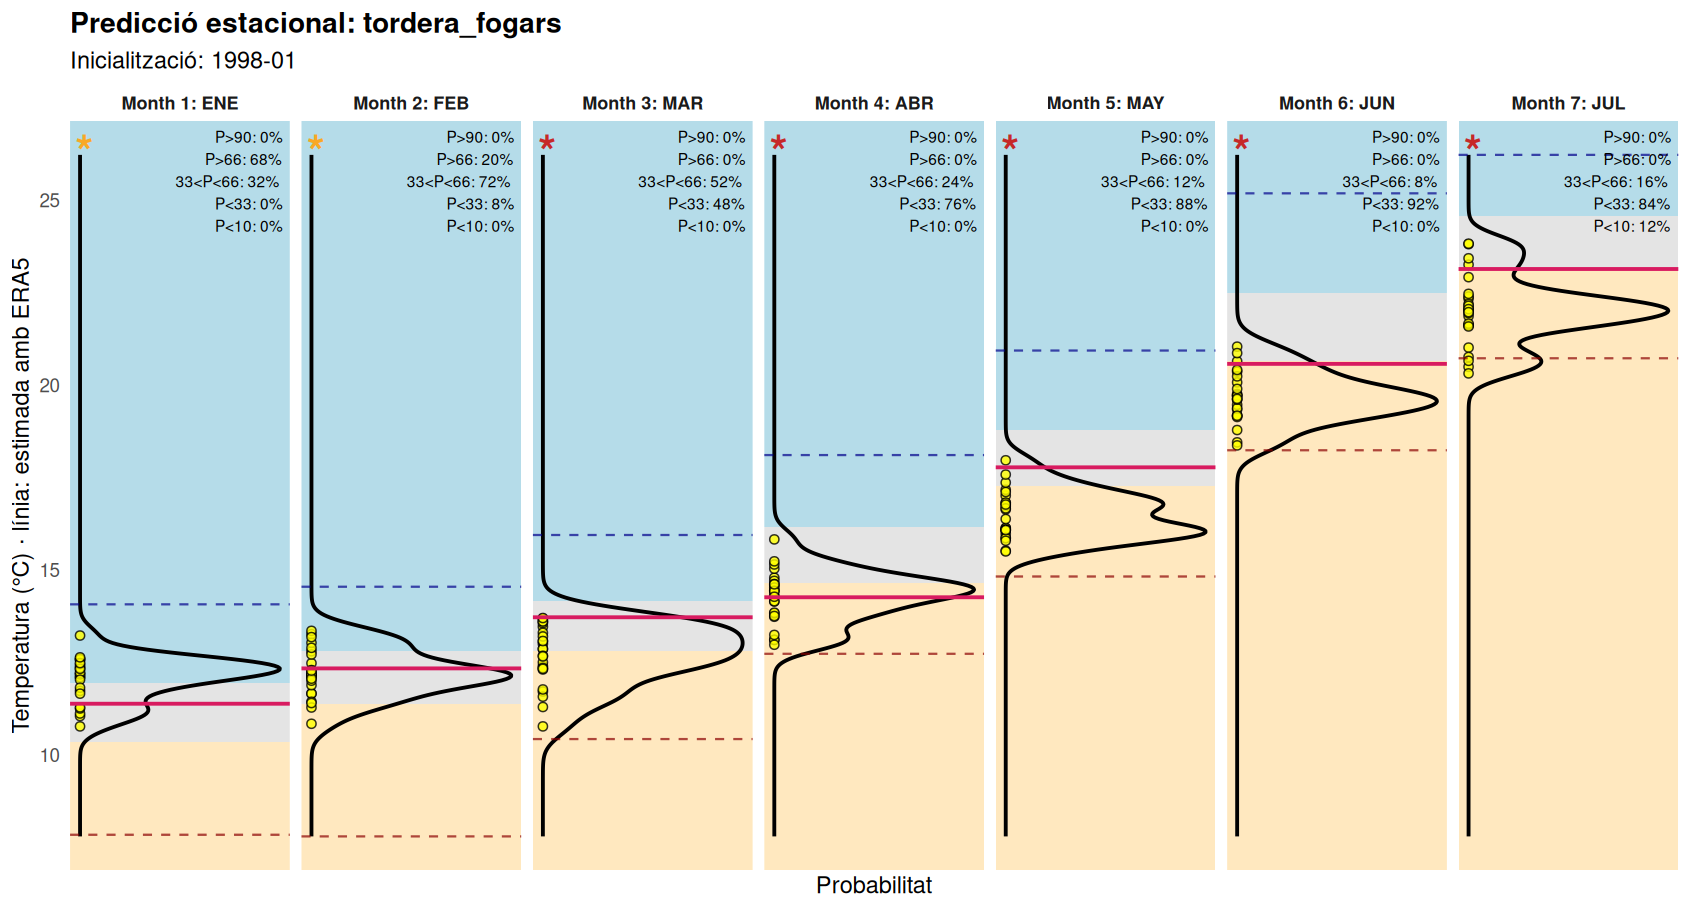 Predicció estacional: tordera_fogars
Inicialització: 1998-01
Month 1: ENE
Month 2: FEB
Month 3: MAR
Month 4: ABR
Month 5: MAY
Month 6: JUN
Month 7: JUL
*
P>90: 0%
P>66: 68%
33<P<66: 32%
P<33: 0%
P<10: 0%
*
P>90: 0%
P>66: 20%
33<P<66: 72%
P<33: 8%
P<10: 0%
*
P>90: 0%
P>66: 0%
33<P<66: 52%
P<33: 48%
P<10: 0%
*
P>90: 0%
P>66: 0%
33<P<66: 24%
P<33: 76%
P<10: 0%
*
P>90: 0%
P>66: 0%
33<P<66: 12%
P<33: 88%
P<10: 0%
*
P>90: 0%
P>66: 0%
33<P<66: 8%
P<33: 92%
P<10: 0%
*
P>90: 0%
P>66: 0%
33<P<66: 16%
P<33: 84%
P<10: 12%
25
20
15
10
Temperatura (°C) · línia: estimada amb ERA5
Probabilitat